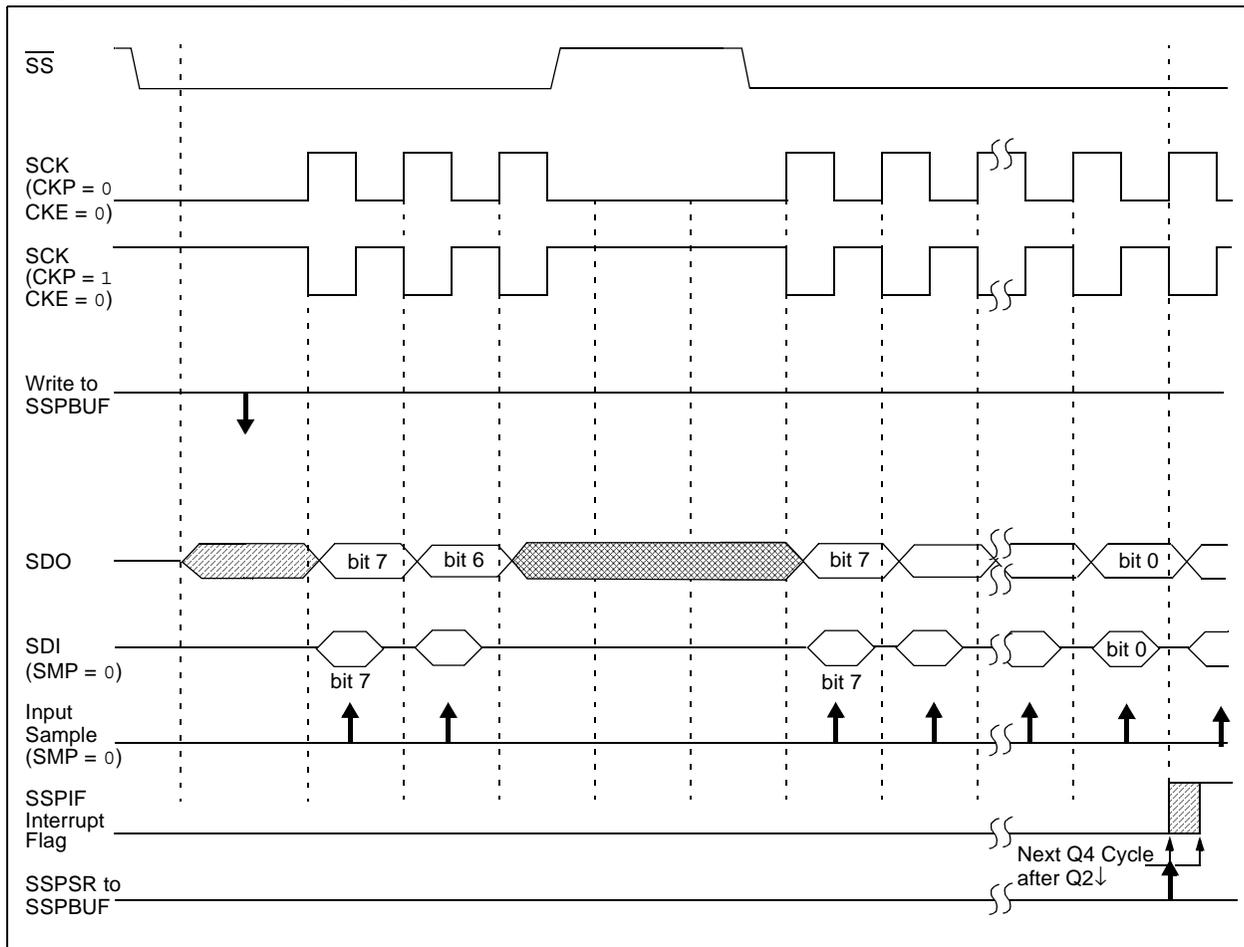 SS
SCK
(CKP = 0
CKE = 0)
SCK
(CKP = 1
CKE = 0)
Write to
SSPBUF
SDO
bit 7
bit 6
bit 7
bit 0
SDI
(SMP = 0)
bit 7
bit 7
bit 0
Input
Sample
(SMP = 0)
SSPIF
Interrupt
Flag
Next Q4 Cycle
after Q2↓
SSPSR to
SSPBUF